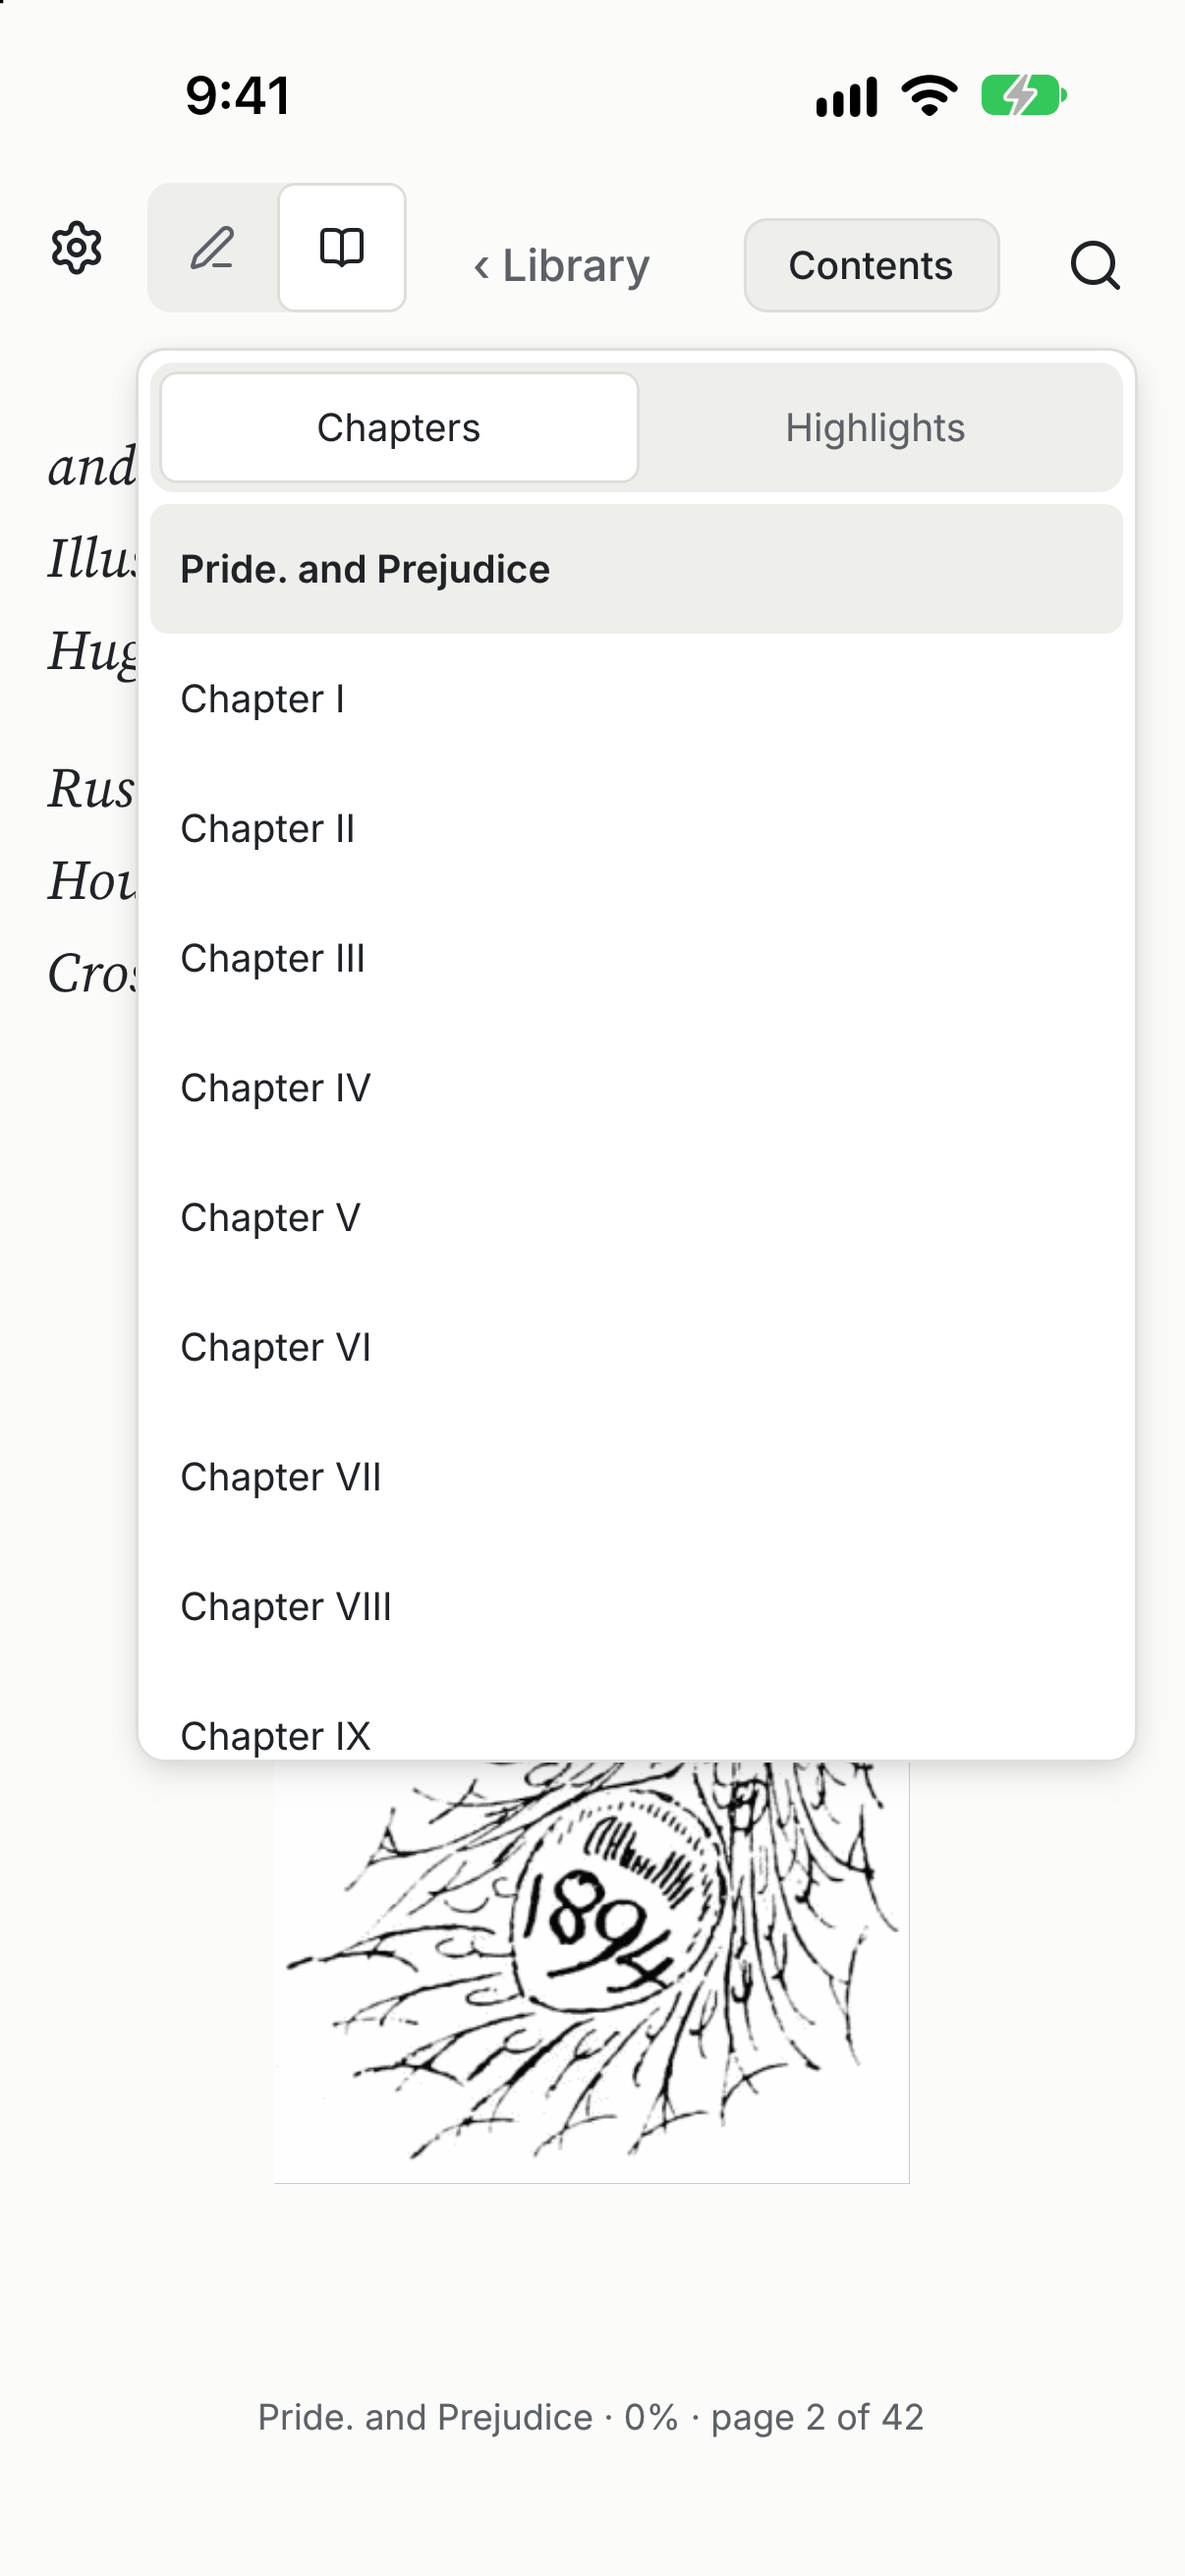 9:41
‹ Library
Contents
Chapters
Highlights
and
Pride. and Prejudice
Chapter I
Chapter II
Chapter III
Chapter IV
Chapter V
Chapter VI
Chapter VII
Chapter VIII
Chapter IX
1894
Pride. and Prejudice · 0% · page 2 of 42